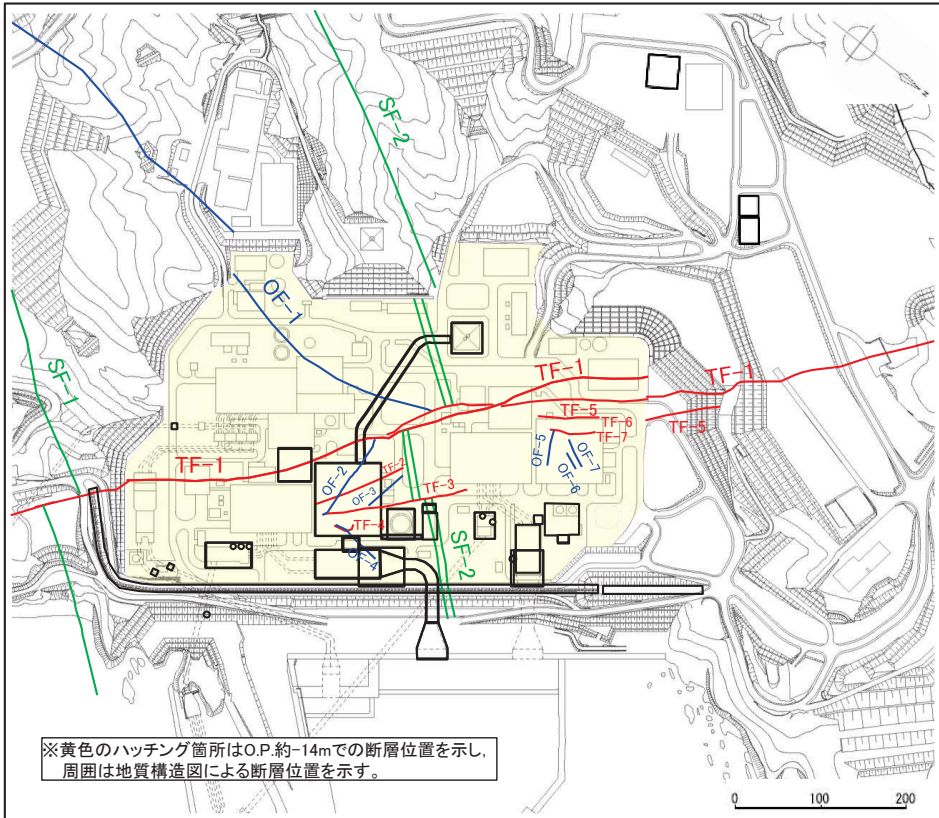 N
SF-2
OF-1
SF-1
TF-1
TF-1
TF-5
TF-6
TF-5
TF-7
OF-5
OF-7
OF-6
TF-1
OF-2
TF-2
OF-3
TF-3
TF-4
OF-4
SF-2
※黄色のハッチング箇所はO.P.約-14mでの断層位置を示し,
周囲は地質構造図による断層位置を示す。
0 100 200